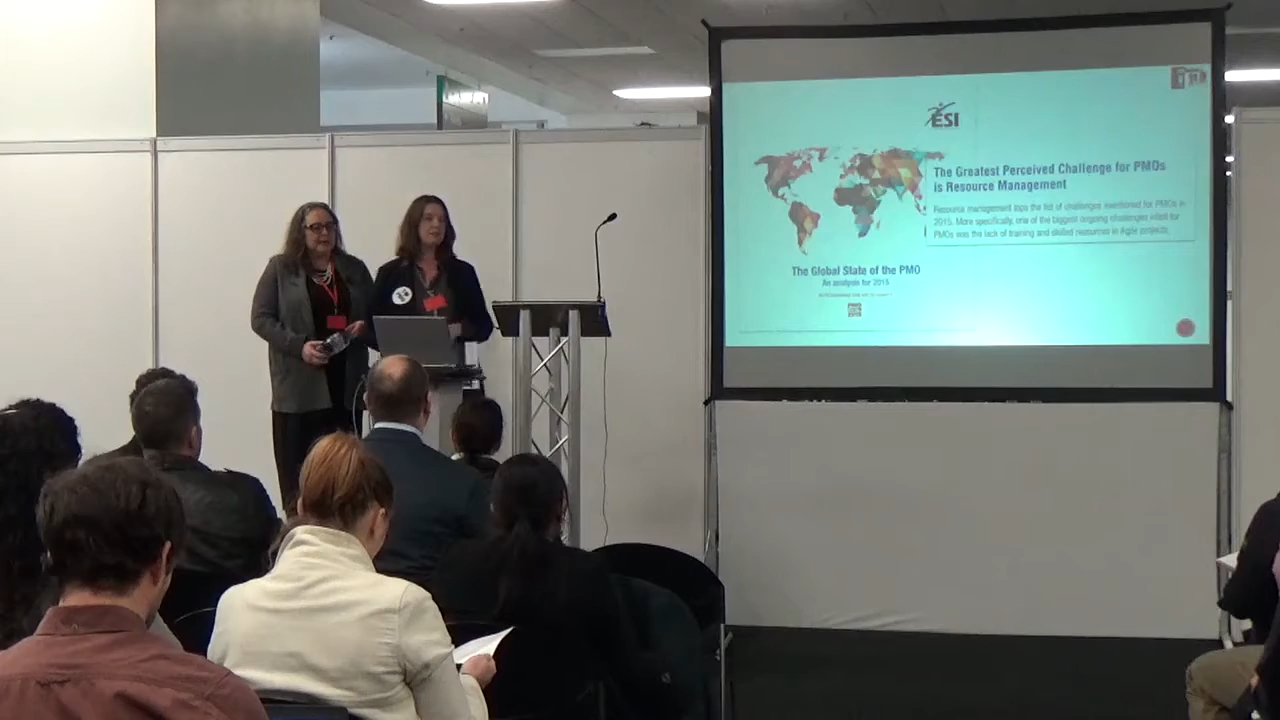 ESI
The Greatest Perceived Challenge for PMOs
is Resource Management
Resource management tops the list of challenges mentioned for PMOs in
2015. More specifically, one of the biggest ongoing challenges cited for
PMOs was the lack of training and skilled resources in Agile projects.
The Global State of the PMO
An analysis for 2015